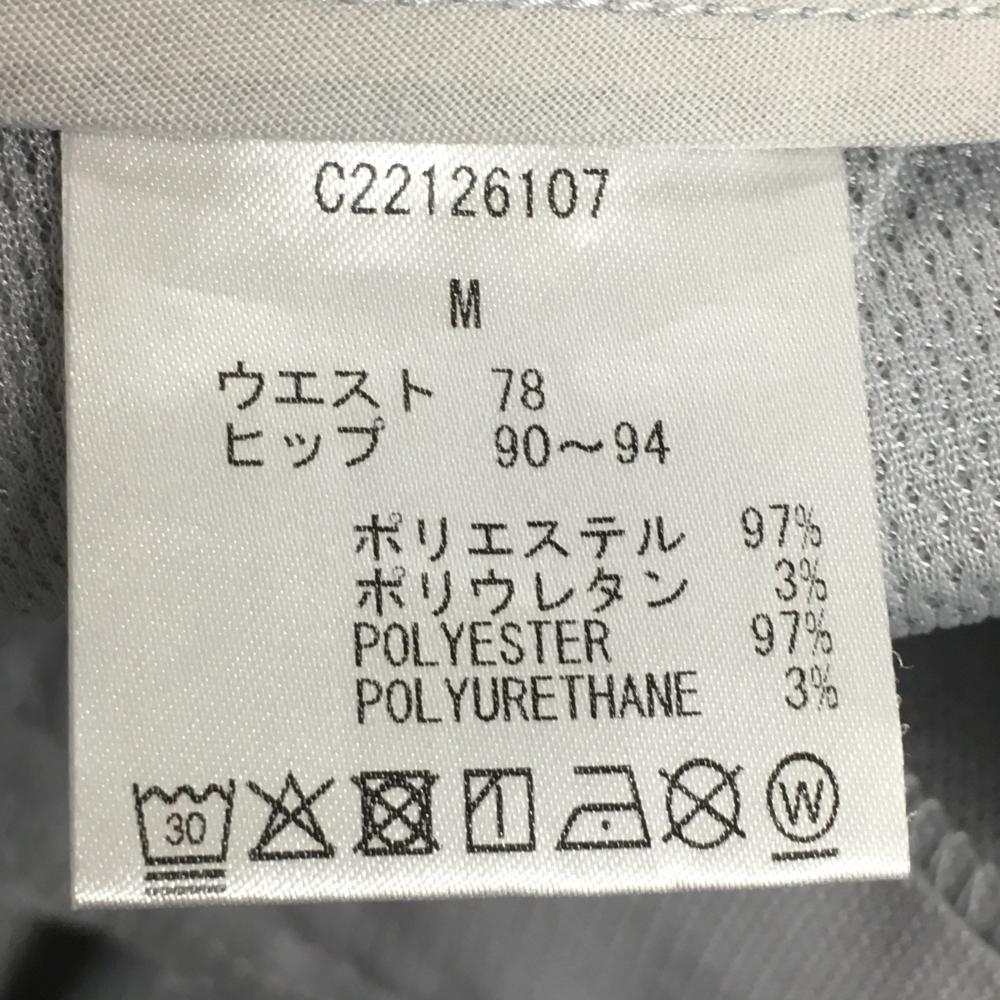 C22126107
M
ウエスト 78
ヒップ 90～94
ポリエステル 97%
ポリウレタン 3%
POLYESTER 97%
POLYURETHANE 3%
30 W